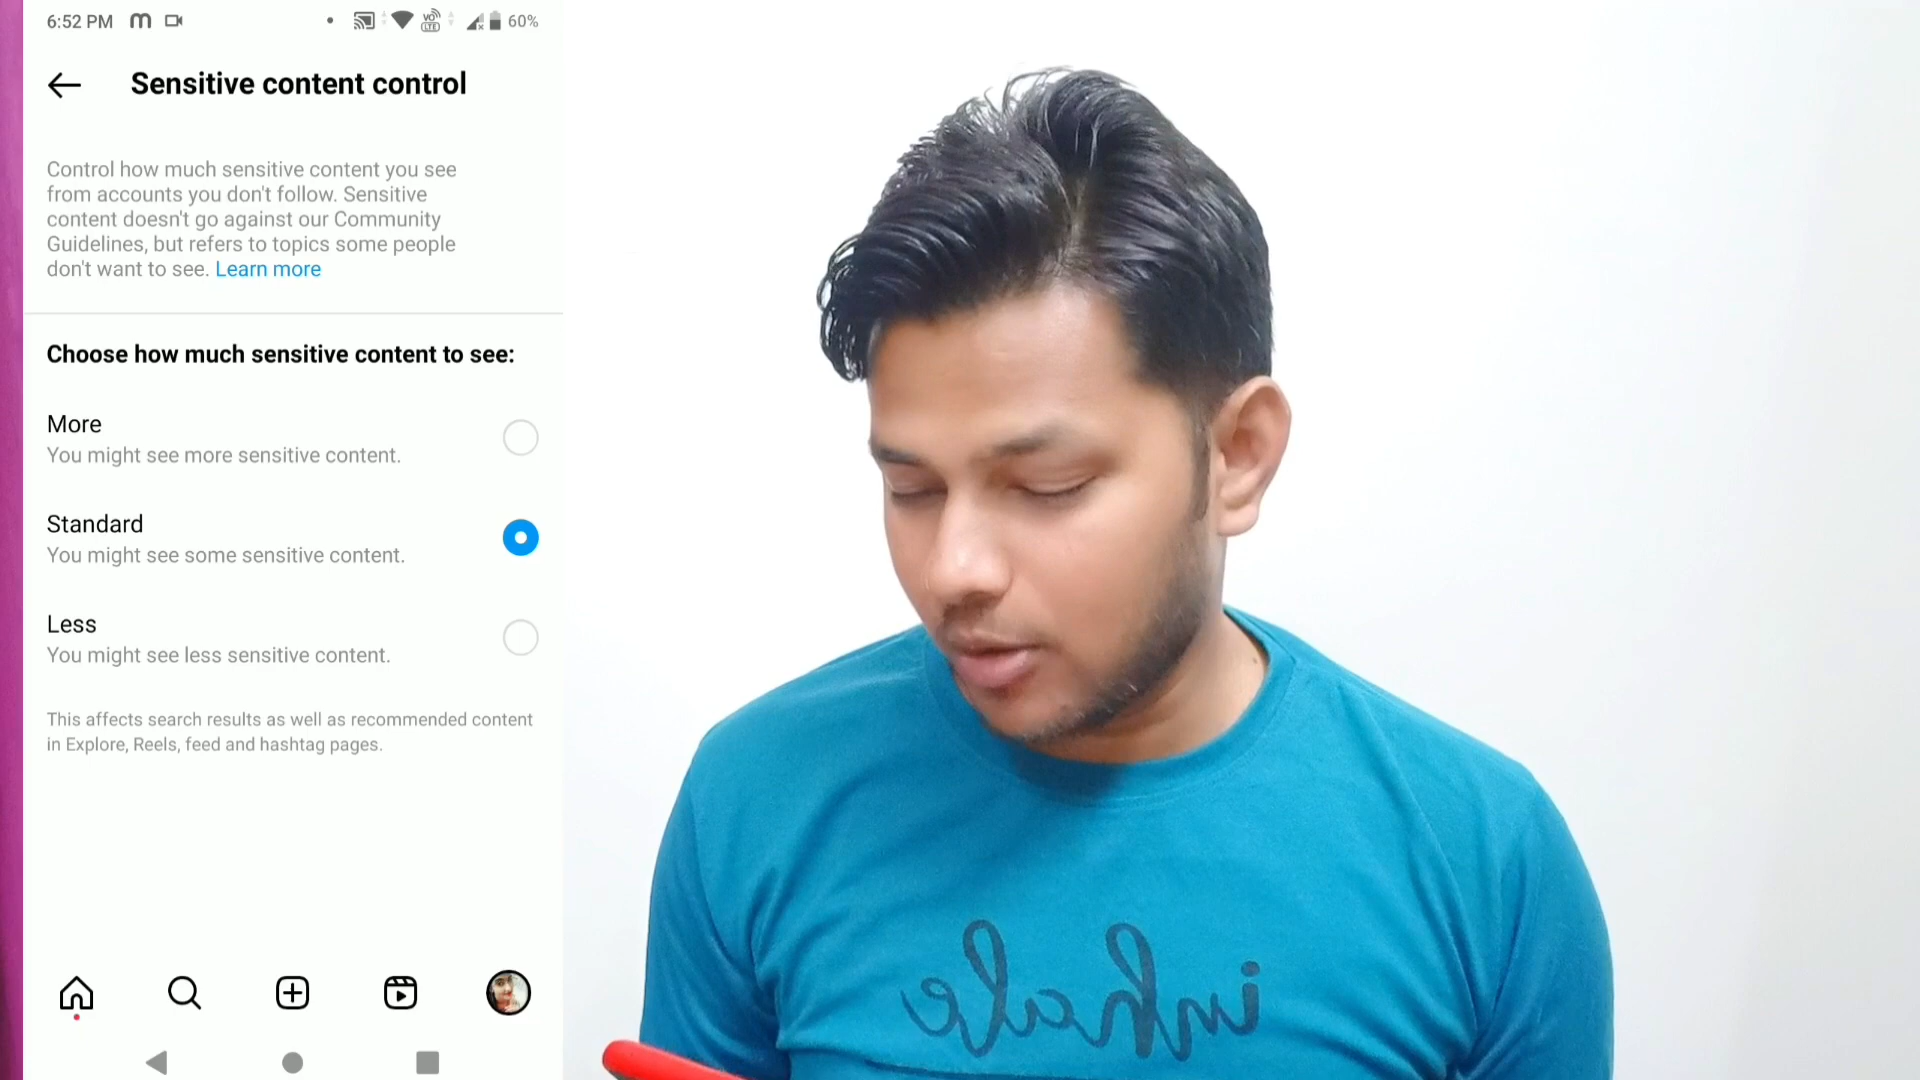 6:52 PM
VO))
LTE
60%
Sensitive content control
Control how much sensitive content you see
from accounts you don't follow. Sensitive
content doesn't go against our Community
Guidelines, but refers to topics some people
don't want to see. Learn more
Choose how much sensitive content to see:
More
You might see more sensitive content.
Standard
You might see some sensitive content.
Less
You might see less sensitive content.
This affects search results as well as recommended content
in Explore, Reels, feed and hashtag pages.
inhale